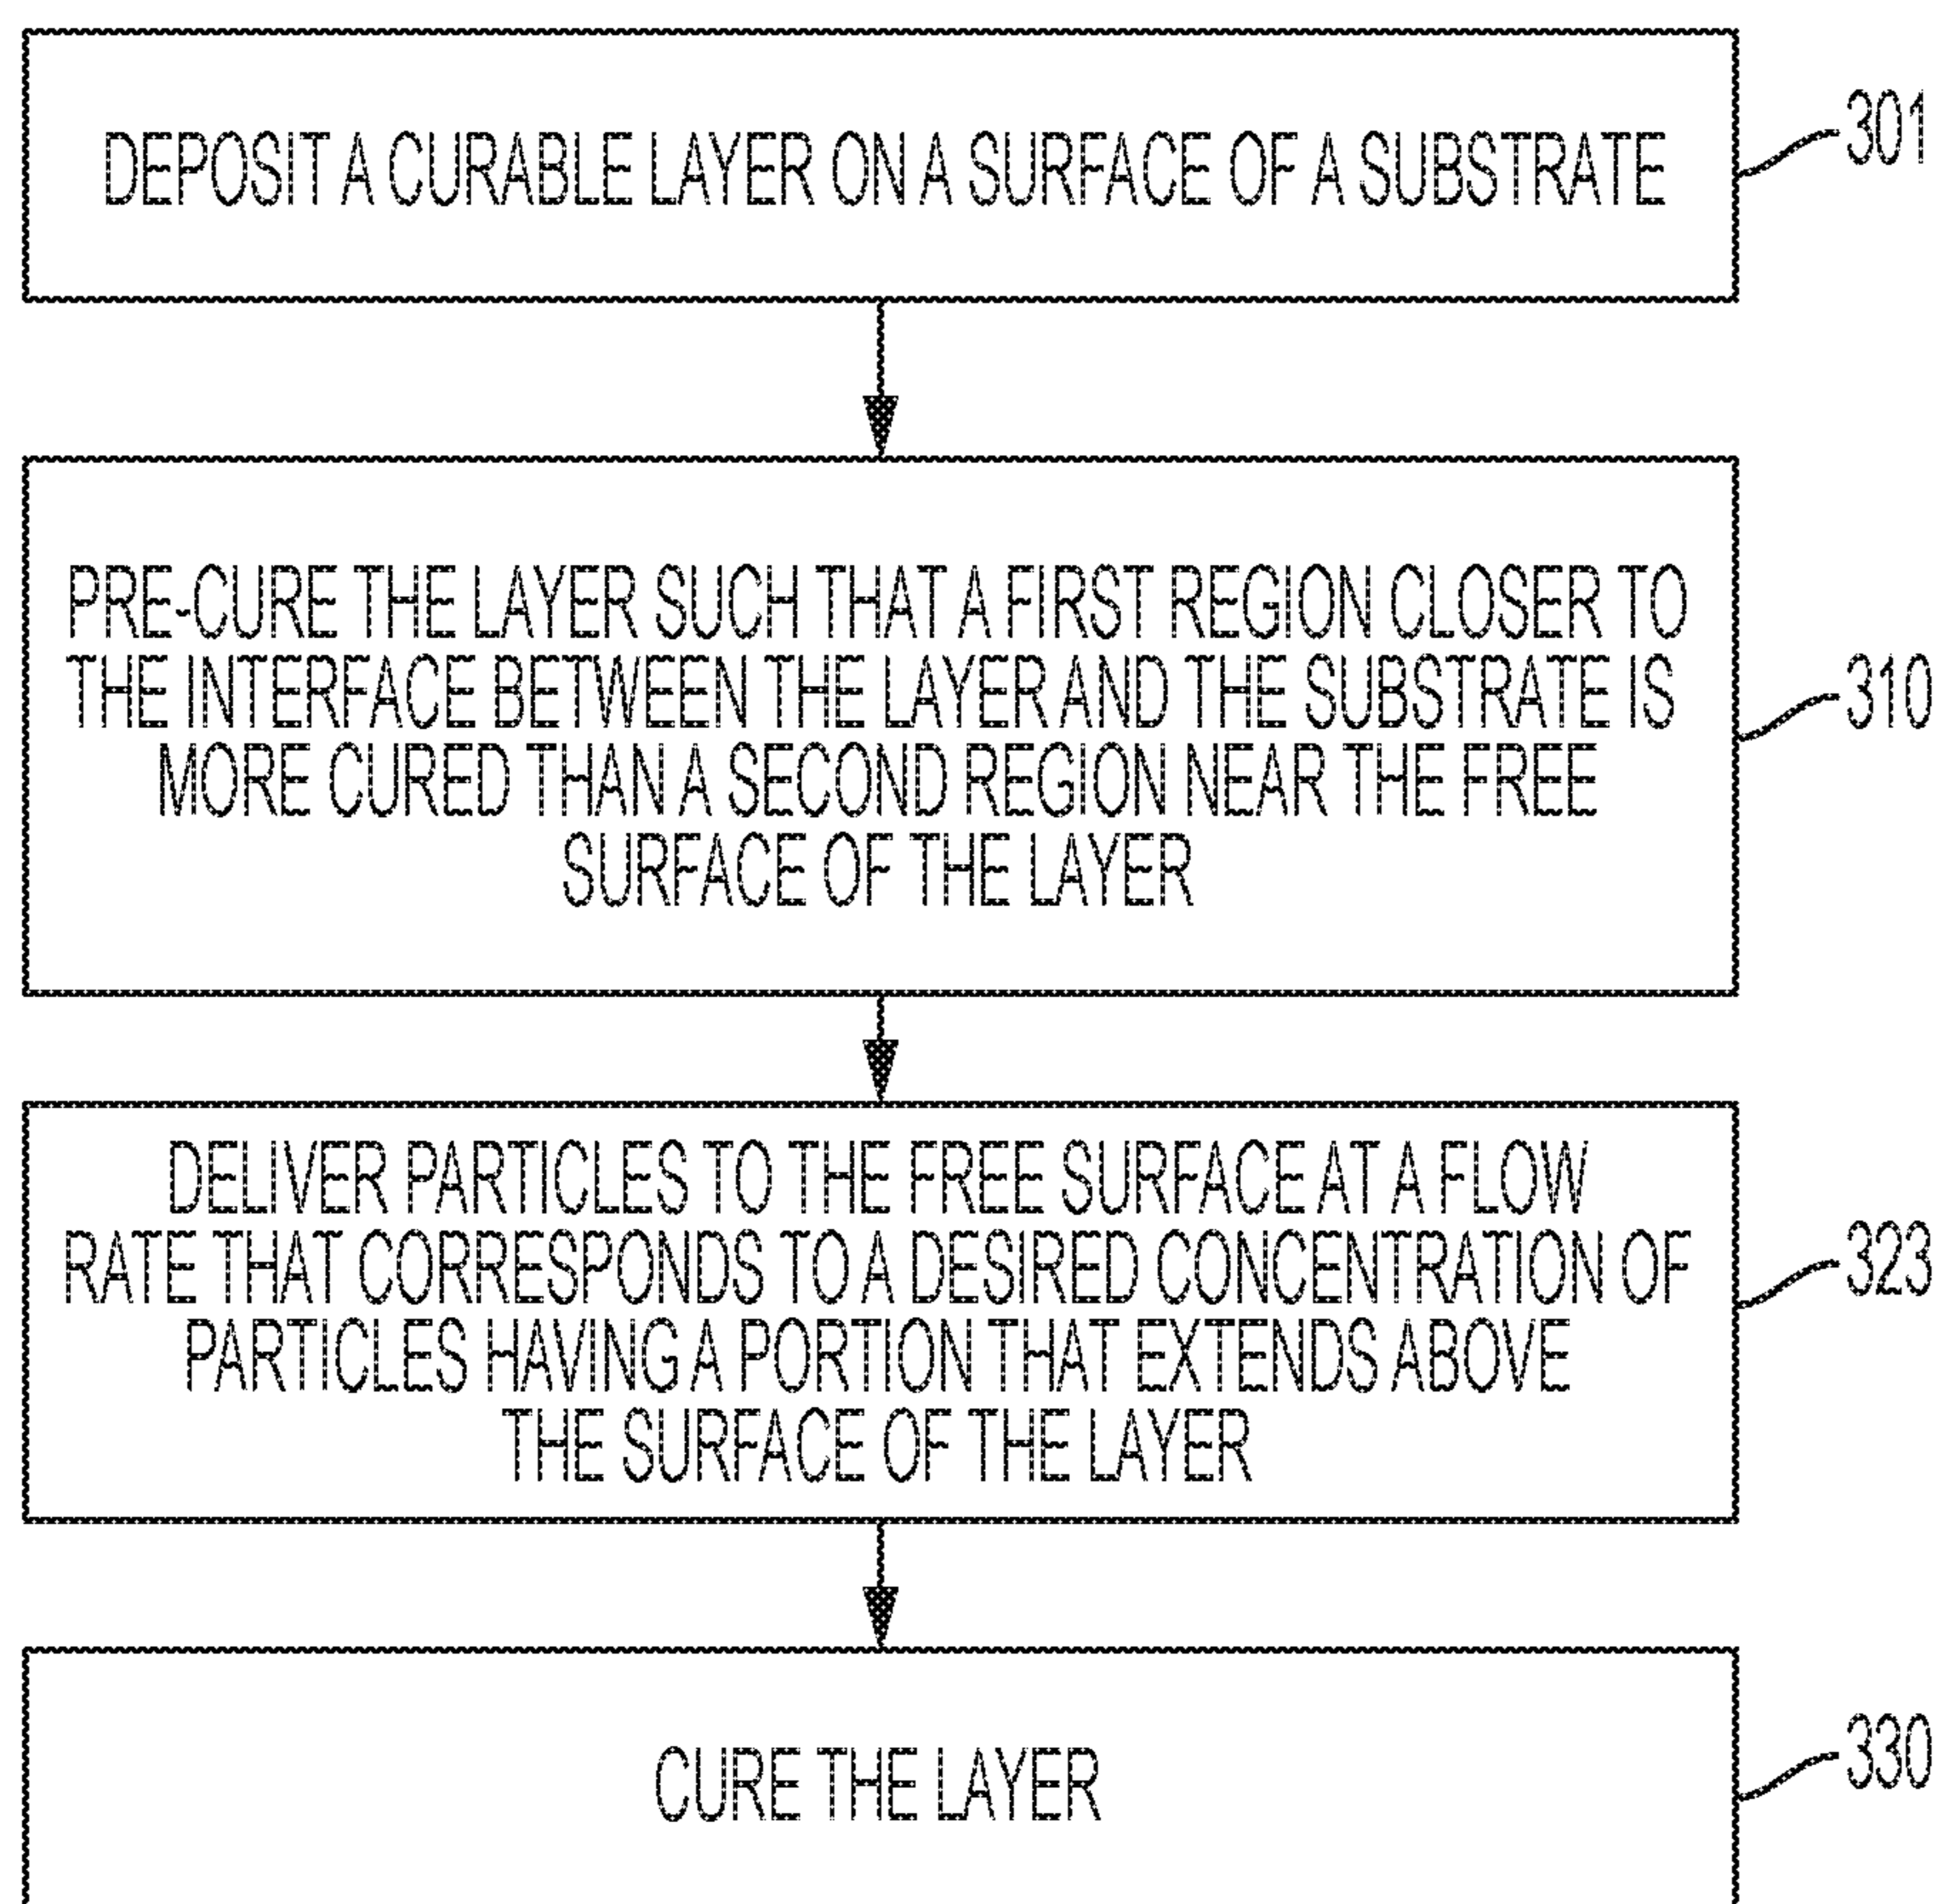 DEPOSIT A CURABLE LAYER ON A SURFACE OF A SUBSTRATE
301
PRE-CURE THE LAYER SUCH THAT A FIRST REGION CLOSER TO
THE INTERFACE BETWEEN THE LAYER AND THE SUBSTRATE IS
MORE CURED THAN A SECOND REGION NEAR THE FREE
SURFACE OF THE LAYER
310
DELIVER PARTICLES TO THE FREE SURFACE AT A FLOW
RATE THAT CORRESPONDS TO A DESIRED CONCENTRATION OF
PARTICLES HAVING A PORTION THAT EXTENDS ABOVE
THE SURFACE OF THE LAYER
323
CURE THE LAYER
330